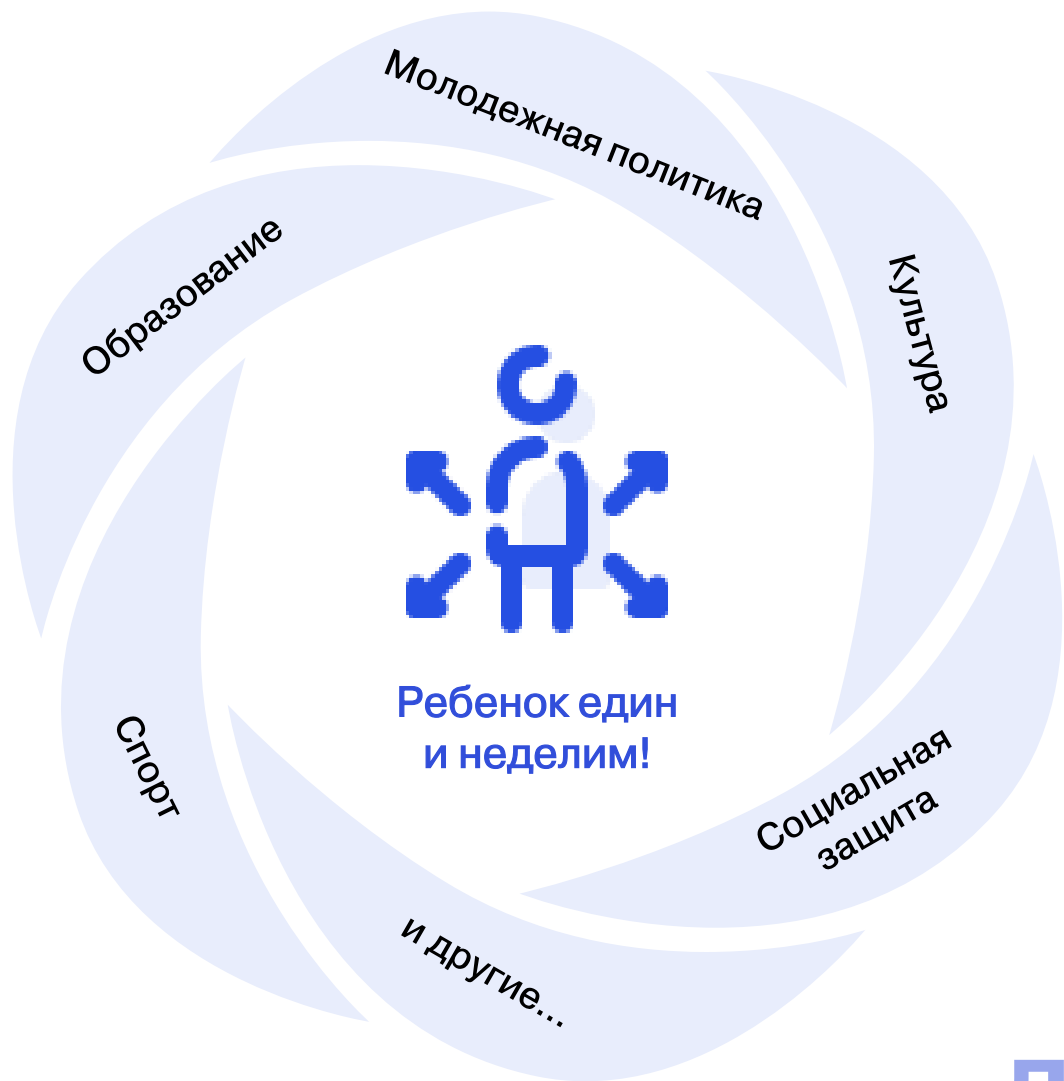 Молодежная политика
Культура
Образование
Ребенок един
и неделим!
Спорт
Социальная
защита
и другие...